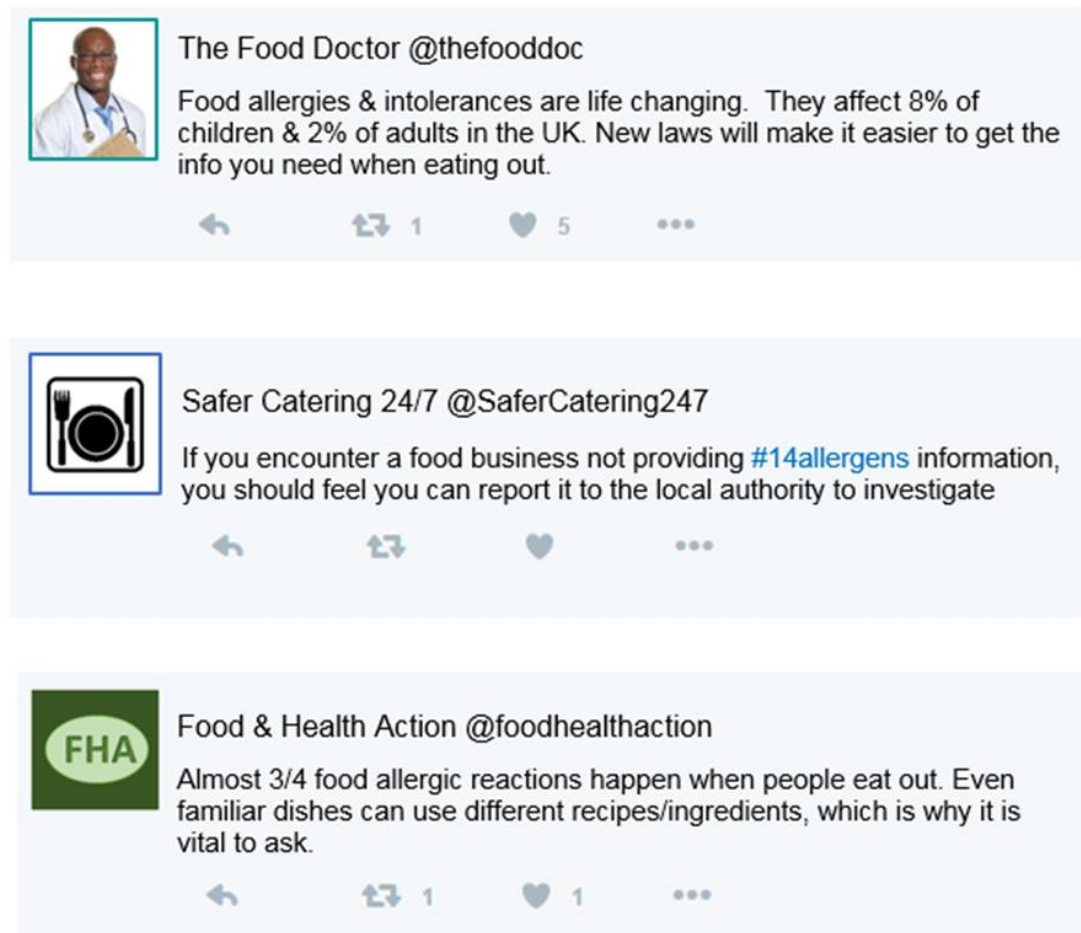 The Food Doctor @thefooddoc
Food allergies & intolerances are life changing.  They affect 8% of
children & 2% of adults in the UK. New laws will make it easier to get the
info you need when eating out.
1 5
Safer Catering 24/7 @SaferCatering247
If you encounter a food business not providing #14allergens information,
you should feel you can report it to the local authority to investigate
FHA
Food & Health Action @foodhealthaction
Almost 3/4 food allergic reactions happen when people eat out. Even
familiar dishes can use different recipes/ingredients, which is why it is
vital to ask.
1 1